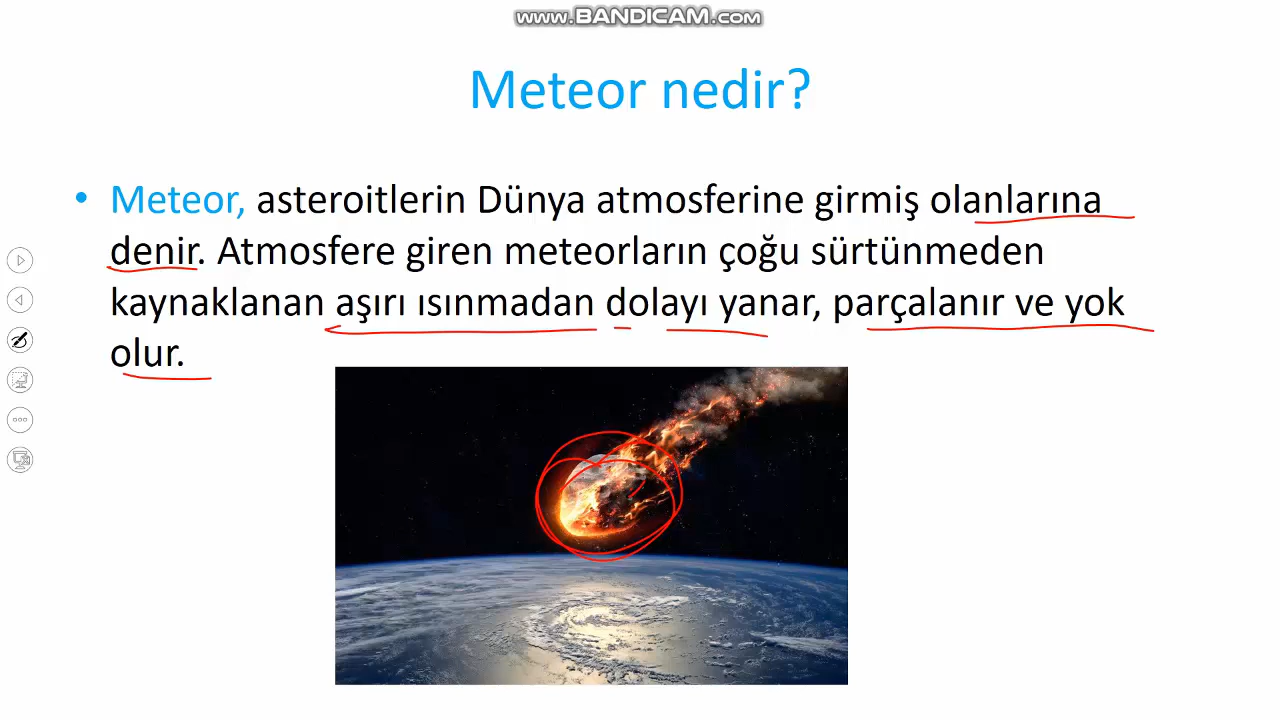 www.BANDICAM.com
Meteor nedir?
• Meteor, asteroitlerin Dünya atmosferine girmiş olanlarına
denir. Atmosfere giren meteorların çoğu sürtünmeden
kaynaklanan aşırı ısınmadan dolayı yanar, parçalanır ve yok
olur.